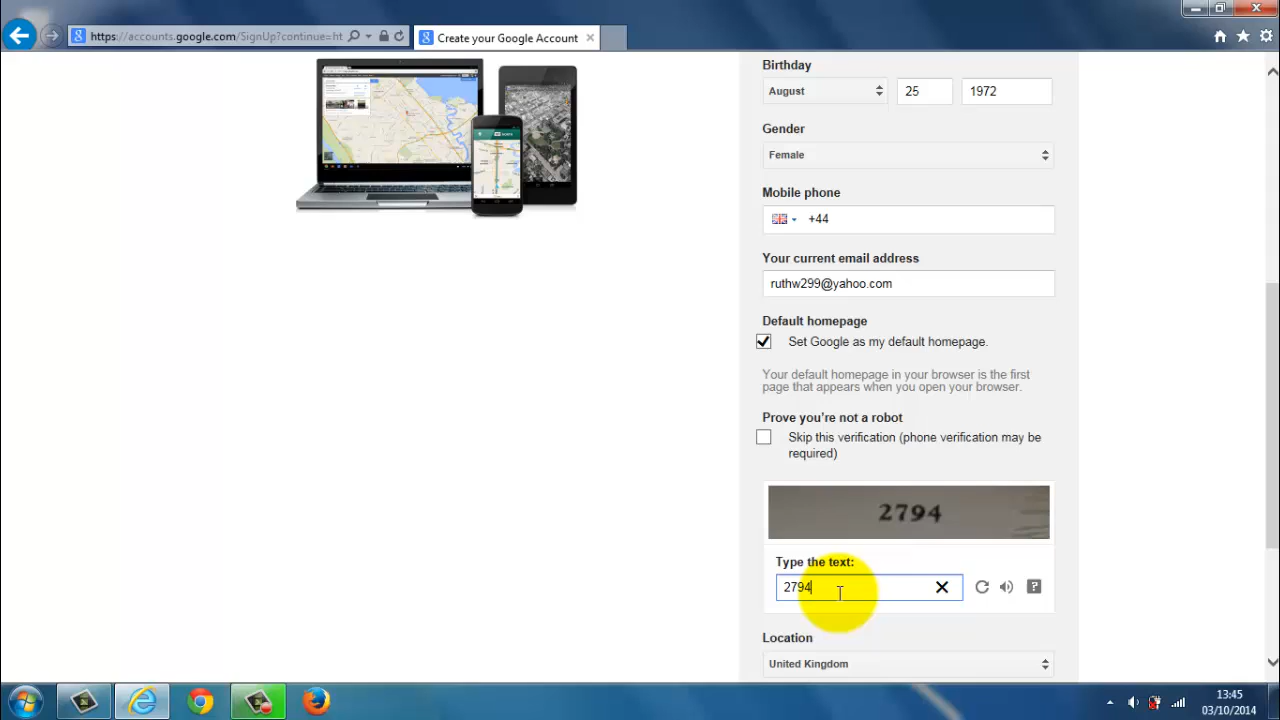 https://accounts.google.com/SignUp?continue=ht
Create your Google Account
Birthday
August
25
1972
Gender
Female
Mobile phone
+44
Your current email address
ruthw299@yahoo.com
Default homepage
Set Google as my default homepage.
Your default homepage in your browser is the first
page that appears when you open your browser.
Prove you're not a robot
Skip this verification (phone verification may be
required)
2794
Type the text:
2794
Location
United Kingdom
13:45
03/10/2014